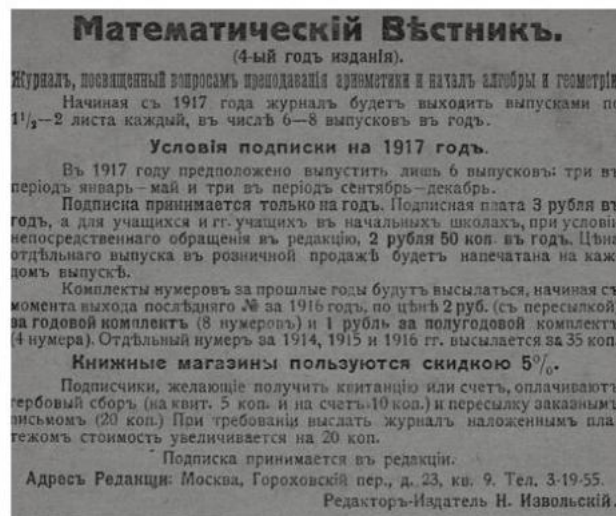 Математическій Вѣстникъ.
(4-ый годъ изданія).
Журналъ, посвященный вопросамъ преподаванія ариѳметики и началъ алгебры и геометріи
Начиная съ 1917 года журналъ будетъ выходить выпусками по
1¹/₂—2 листа каждый, въ числѣ 6—8 выпусковъ въ годъ.
Условія подписки на 1917 годъ.
Въ 1917 году предположено выпустить лишь 6 выпусковъ: три въ
періодъ январь—май и три въ періодъ сентябрь—декабрь.
Подписка принимается только на годъ. Подписная плата 3 рубля въ
годъ, а для учащихся и гг. учащихъ въ начальныхъ школахъ, при условіи
непосредственнаго обращенія въ редакцію, 2 рубля 50 коп. въ годъ. Цѣна
отдѣльнаго выпуска въ розничной продажѣ будетъ напечатана на каж
домъ выпускѣ.
Комплекты нумеровъ за прошлые годы будутъ высылаться, начиная съ
момента выхода послѣдняго № за 1916 годъ, по цѣнѣ 2 руб. (съ пересылкой)
за годовой комплектъ (8 нумеровъ) и 1 рубль за полугодовой комплектъ
(4 нумера). Отдѣльный нумеръ за 1914, 1915 и 1916 гг. высылается за 35 коп
Книжные магазины пользуются скидкою 5%.
Подписчики, желающіе получить квитанцію или счетъ, оплачиваютъ
гербовый сборъ (на квит. 5 коп. и на счетъ 10 коп.) и пересылку заказнымъ
письмомъ (20 коп.) При требованіи выслать журналъ наложеннымъ пла
тежомъ стоимость увеличивается на 20 коп.
Подписка принимается въ редакціи.
Адресъ Редакціи: Москва, Гороховскій пер., д. 23, кв. 9. Тел. 3-19-55.
Редакторъ-Издатель Н. Извольскій.